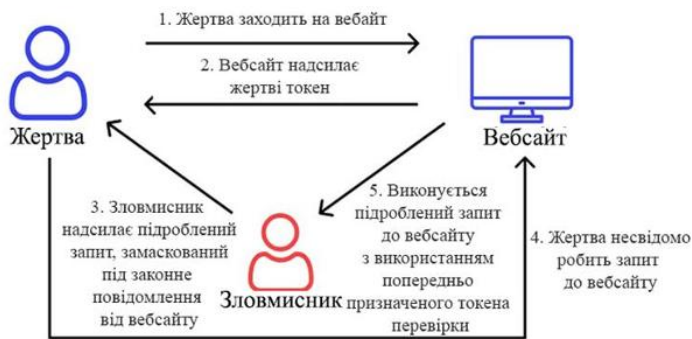 1. Жертва заходить на вебайт
2. Вебсайт надсилає
жертві токен
Жертва
Вебсайт
3. Зловмисник
надсилає підроблений
запит, замаскований
під законне
повідомлення
від вебсайту
Зловмисник
5. Виконується
підроблений запит
до вебсайту
з використанням
попередньо
призначеного токена
перевірки
4. Жертва несвідомо
робить запит
до вебсайту